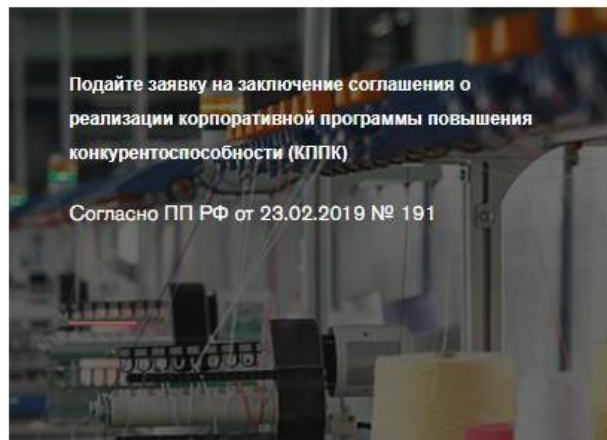 Подайте заявку на заключение соглашения о
реализации корпоративной программы повышения
конкурентоспособности (КППК)
Согласно ПП РФ от 23.02.2019 № 191